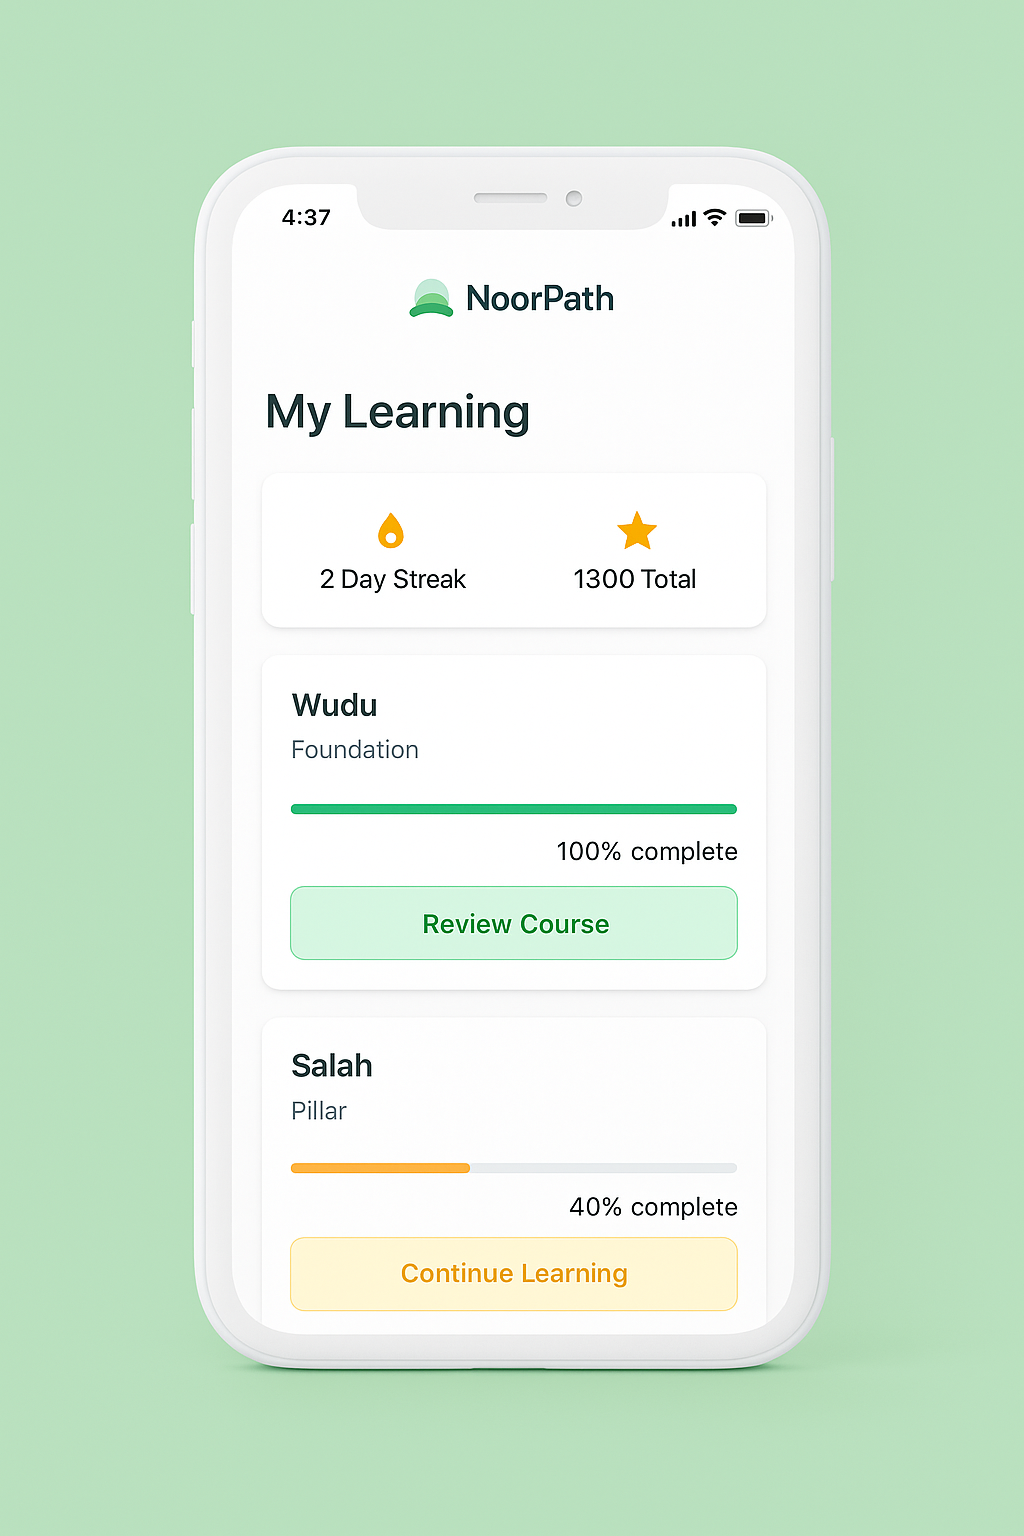 4:37
NoorPath
My Learning
2 Day Streak
1300 Total
Wudu
Foundation
100% complete
Review Course
Salah
Pillar
40% complete
Continue Learning